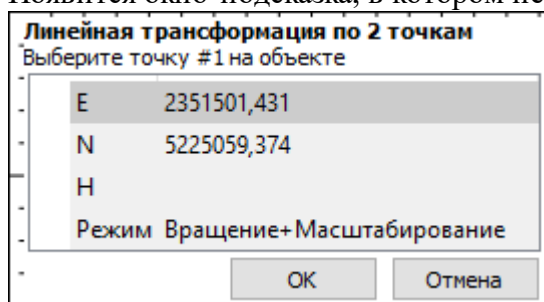 Появится окно-подсказка, в котором
Линейная трансформация по 2 точкам
Выберите точку #1 на объекте
E 2351501,431
N 5225059,374
H
Режим Вращение+Масштабирование
OK Отмена